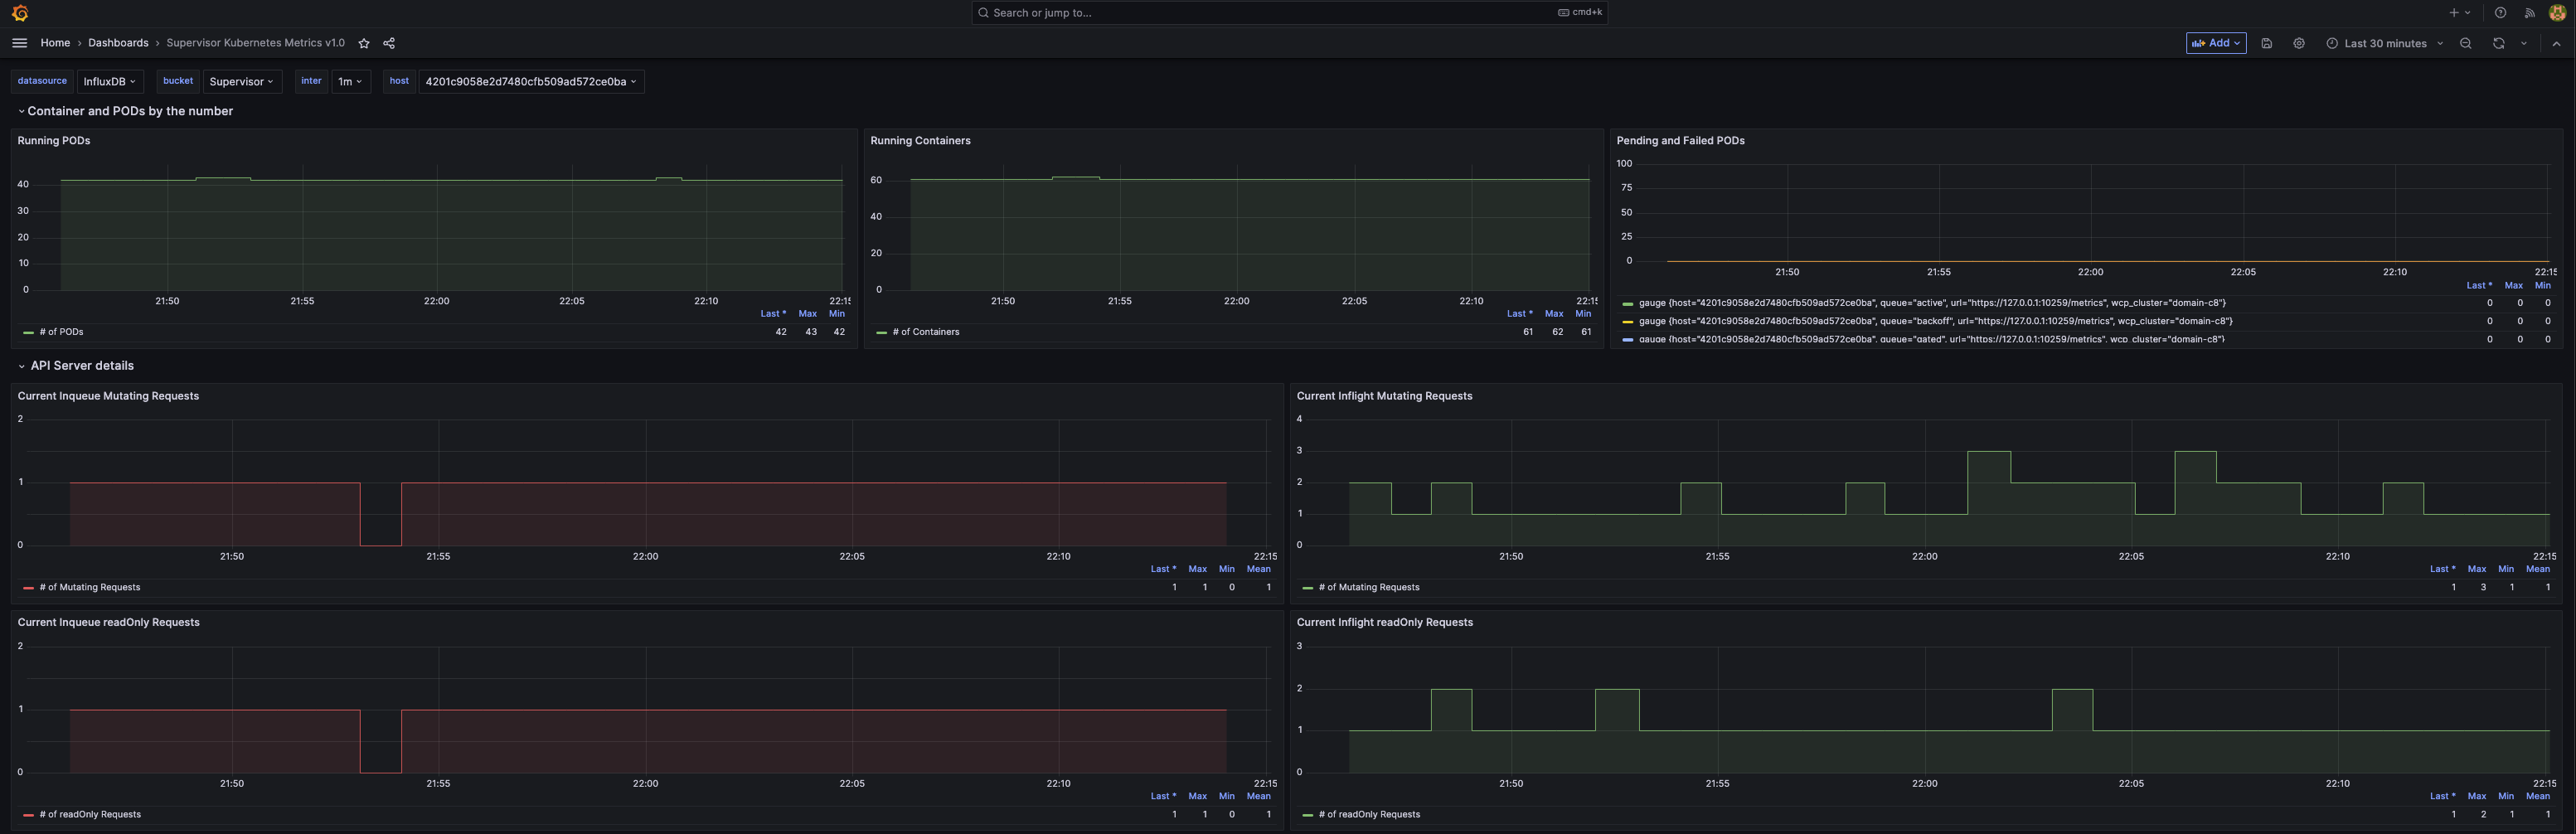 Search or jump to... cmd+k
Home › Dashboards › Supervisor Kubernetes Metrics v1.0 Add Last 30 minutes
datasource InfluxDB bucket Supervisor inter 1m host 4201c9058e2d7480cfb509ad572ce0ba
Container and PODs by the number
Running PODs
40
30
20
10
0
21:50 21:55 22:00 22:05 22:10 22:15
Last * Max Min
# of PODs 42 43 42
Running Containers
60
40
20
0
21:50 21:55 22:00 22:05 22:10 22:15
Last * Max Min
# of Containers 61 62 61
Pending and Failed PODs
100
75
50
25
0
21:50 21:55 22:00 22:05 22:10 22:15
Last * Max Min
gauge {host="4201c9058e2d7480cfb509ad572ce0ba", queue="active", url="https://127.0.0.1:10259/metrics", wcp_cluster="domain-c8"} 0 0 0
gauge {host="4201c9058e2d7480cfb509ad572ce0ba", queue="backoff", url="https://127.0.0.1:10259/metrics", wcp_cluster="domain-c8"} 0 0 0
gauge {host="4201c9058e2d7480cfb509ad572ce0ba", queue="gated", url="https://127.0.0.1:10259/metrics", wcp_cluster="domain-c8"} 0 0 0
API Server details
Current Inqueue Mutating Requests
2
1
0
21:50 21:55 22:00 22:05 22:10 22:15
Last * Max Min Mean
# of Mutating Requests 1 1 0 1
Current Inflight Mutating Requests
4
3
2
1
0
21:50 21:55 22:00 22:05 22:10 22:15
Last * Max Min Mean
# of Mutating Requests 1 3 1 1
Current Inqueue readOnly Requests
2
1
0
21:50 21:55 22:00 22:05 22:10 22:15
Last * Max Min Mean
# of readOnly Requests 1 1 0 1
Current Inflight readOnly Requests
3
2
1
0
21:50 21:55 22:00 22:05 22:10 22:15
Last * Max Min Mean
# of readOnly Requests 1 2 1 1